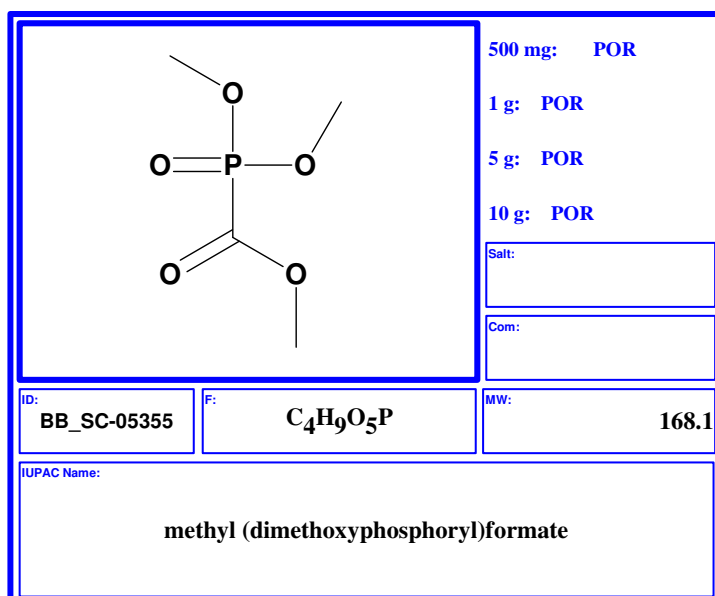 500 mg: POR
1 g: POR
5 g: POR
10 g: POR
O
O
O P O
O O
Salt:
Com:
ID:
BB_SC-05355
F:
C4H9O5P
MW:
168.1
IUPAC Name:
methyl (dimethoxyphosphoryl)formate